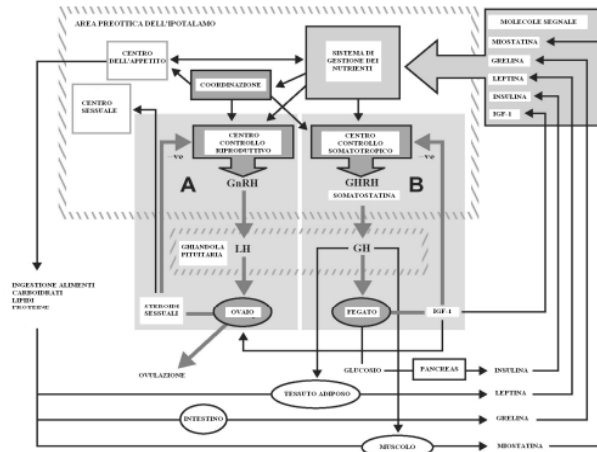 AREA PREOTTICA DELL'IPOTALAMO
MOLECOLE SEGNALE
MIOSTATINA
GRELINA
LEPTINA
INSULINA
IGF-1
CENTRO
DELL'APPETITO
SISTEMA DI
GESTIONE DEI
NUTRIENTI
COORDINAZIONE
CENTRO
SESSUALE
CENTRO
CONTROLLO
RIPRODUTTIVO
CENTRO
CONTROLLO
SOMATOTROPICO
–ve
–ve
A
B
GnRH
GHRH
SOMATOSTATINA
GHIANDOLA
PITUITARIA
LH
GH
INGESTIONE ALIMENTI
CARBOIDRATI
LIPIDI
PROTEINE
STEROIDI
SESSUALI
OVAIO
FEGATO
IGF-1
OVULAZIONE
GLUCOSIO
PANCREAS
INSULINA
TESSUTO ADIPOSO
LEPTINA
INTESTINO
GRELINA
MUSCOLO
MIOSTATINA